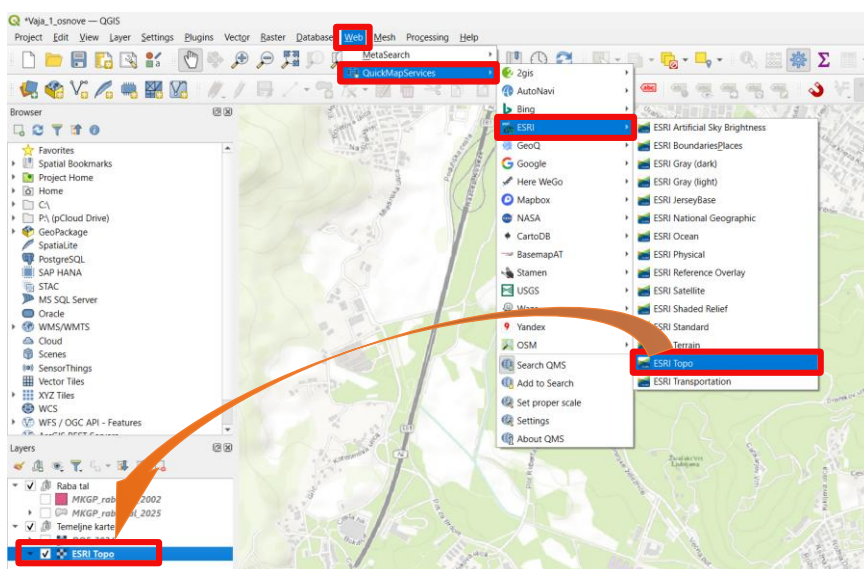 *Vaja_1_osnove — QGIS
Project Edit View Layer Settings Plugins Vector Raster Database Web Mesh Processing Help
MetaSearch
QuickMapServices
2gis
AutoNavi
Bing
ESRI
GeoQ
Google
Here WeGo
Mapbox
NASA
CartoDB
BasemapAT
Stamen
USGS
Yandex
OSM
Search QMS
Add to Search
Set proper scale
Settings
About QMS
ESRI Artificial Sky Brightness
ESRI BoundariesPlaces
ESRI Gray (dark)
ESRI Gray (light)
ESRI JerseyBase
ESRI National Geographic
ESRI Ocean
ESRI Physical
ESRI Reference Overlay
ESRI Satellite
ESRI Shaded Relief
ESRI Standard
Terrain
ESRI Topo
ESRI Transportation
abc
Browser
Favorites
Spatial Bookmarks
Project Home
Home
C:\
P:\ (pCloud Drive)
GeoPackage
SpatiaLite
PostgreSQL
SAP HANA
STAC
MS SQL Server
Oracle
WMS/WMTS
Cloud
Scenes
SensorThings
Vector Tiles
XYZ Tiles
WCS
WFS / OGC API - Features
Layers
Raba tal
2002
2025
Temeljne karte
ESRI Topo
Živalski vrt
Ljubljana